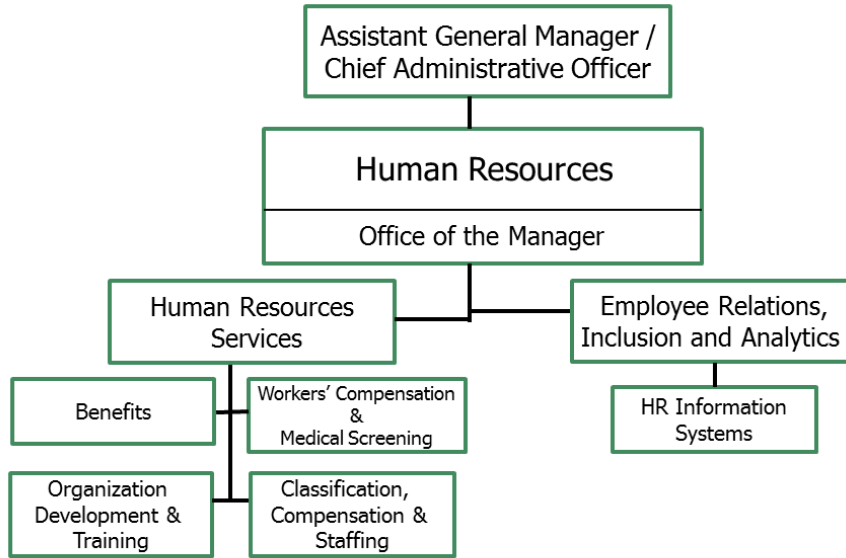 Assistant General Manager /
Chief Administrative Officer
Human Resources
Office of the Manager
Human Resources
Services
Employee Relations,
Inclusion and Analytics
Benefits
Workers’ Compensation
&
Medical Screening
HR Information
Systems
Organization
Development &
Training
Classification,
Compensation &
Staffing